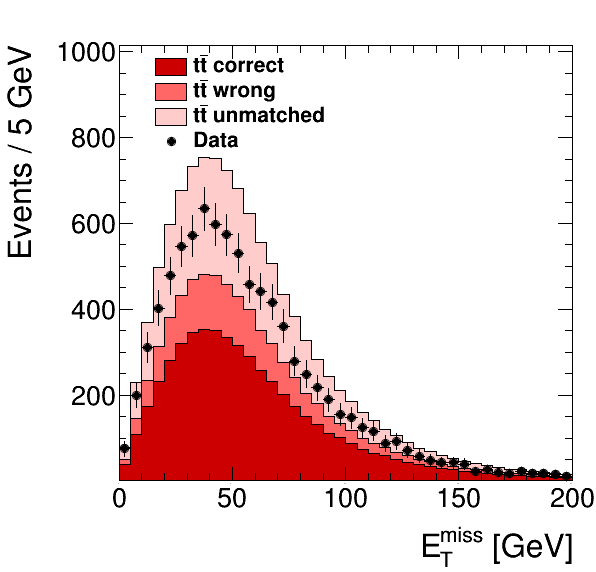 Events / 5 GeV
1000
800
600
400
200
tt̄ correct
tt̄ wrong
tt̄ unmatched
Data
0 50 100 150 200
E_T^miss [GeV]